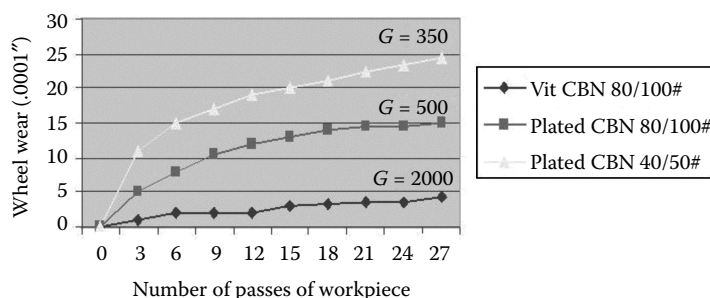 30
25
20
15
10
5
0
Wheel wear (.0001″)
G = 350
G = 500
G = 2000
0 3 6 9 12 15 18 21 24 27
Number of passes of workpiece
Vit CBN 80/100#
Plated CBN 80/100#
Plated CBN 40/50#